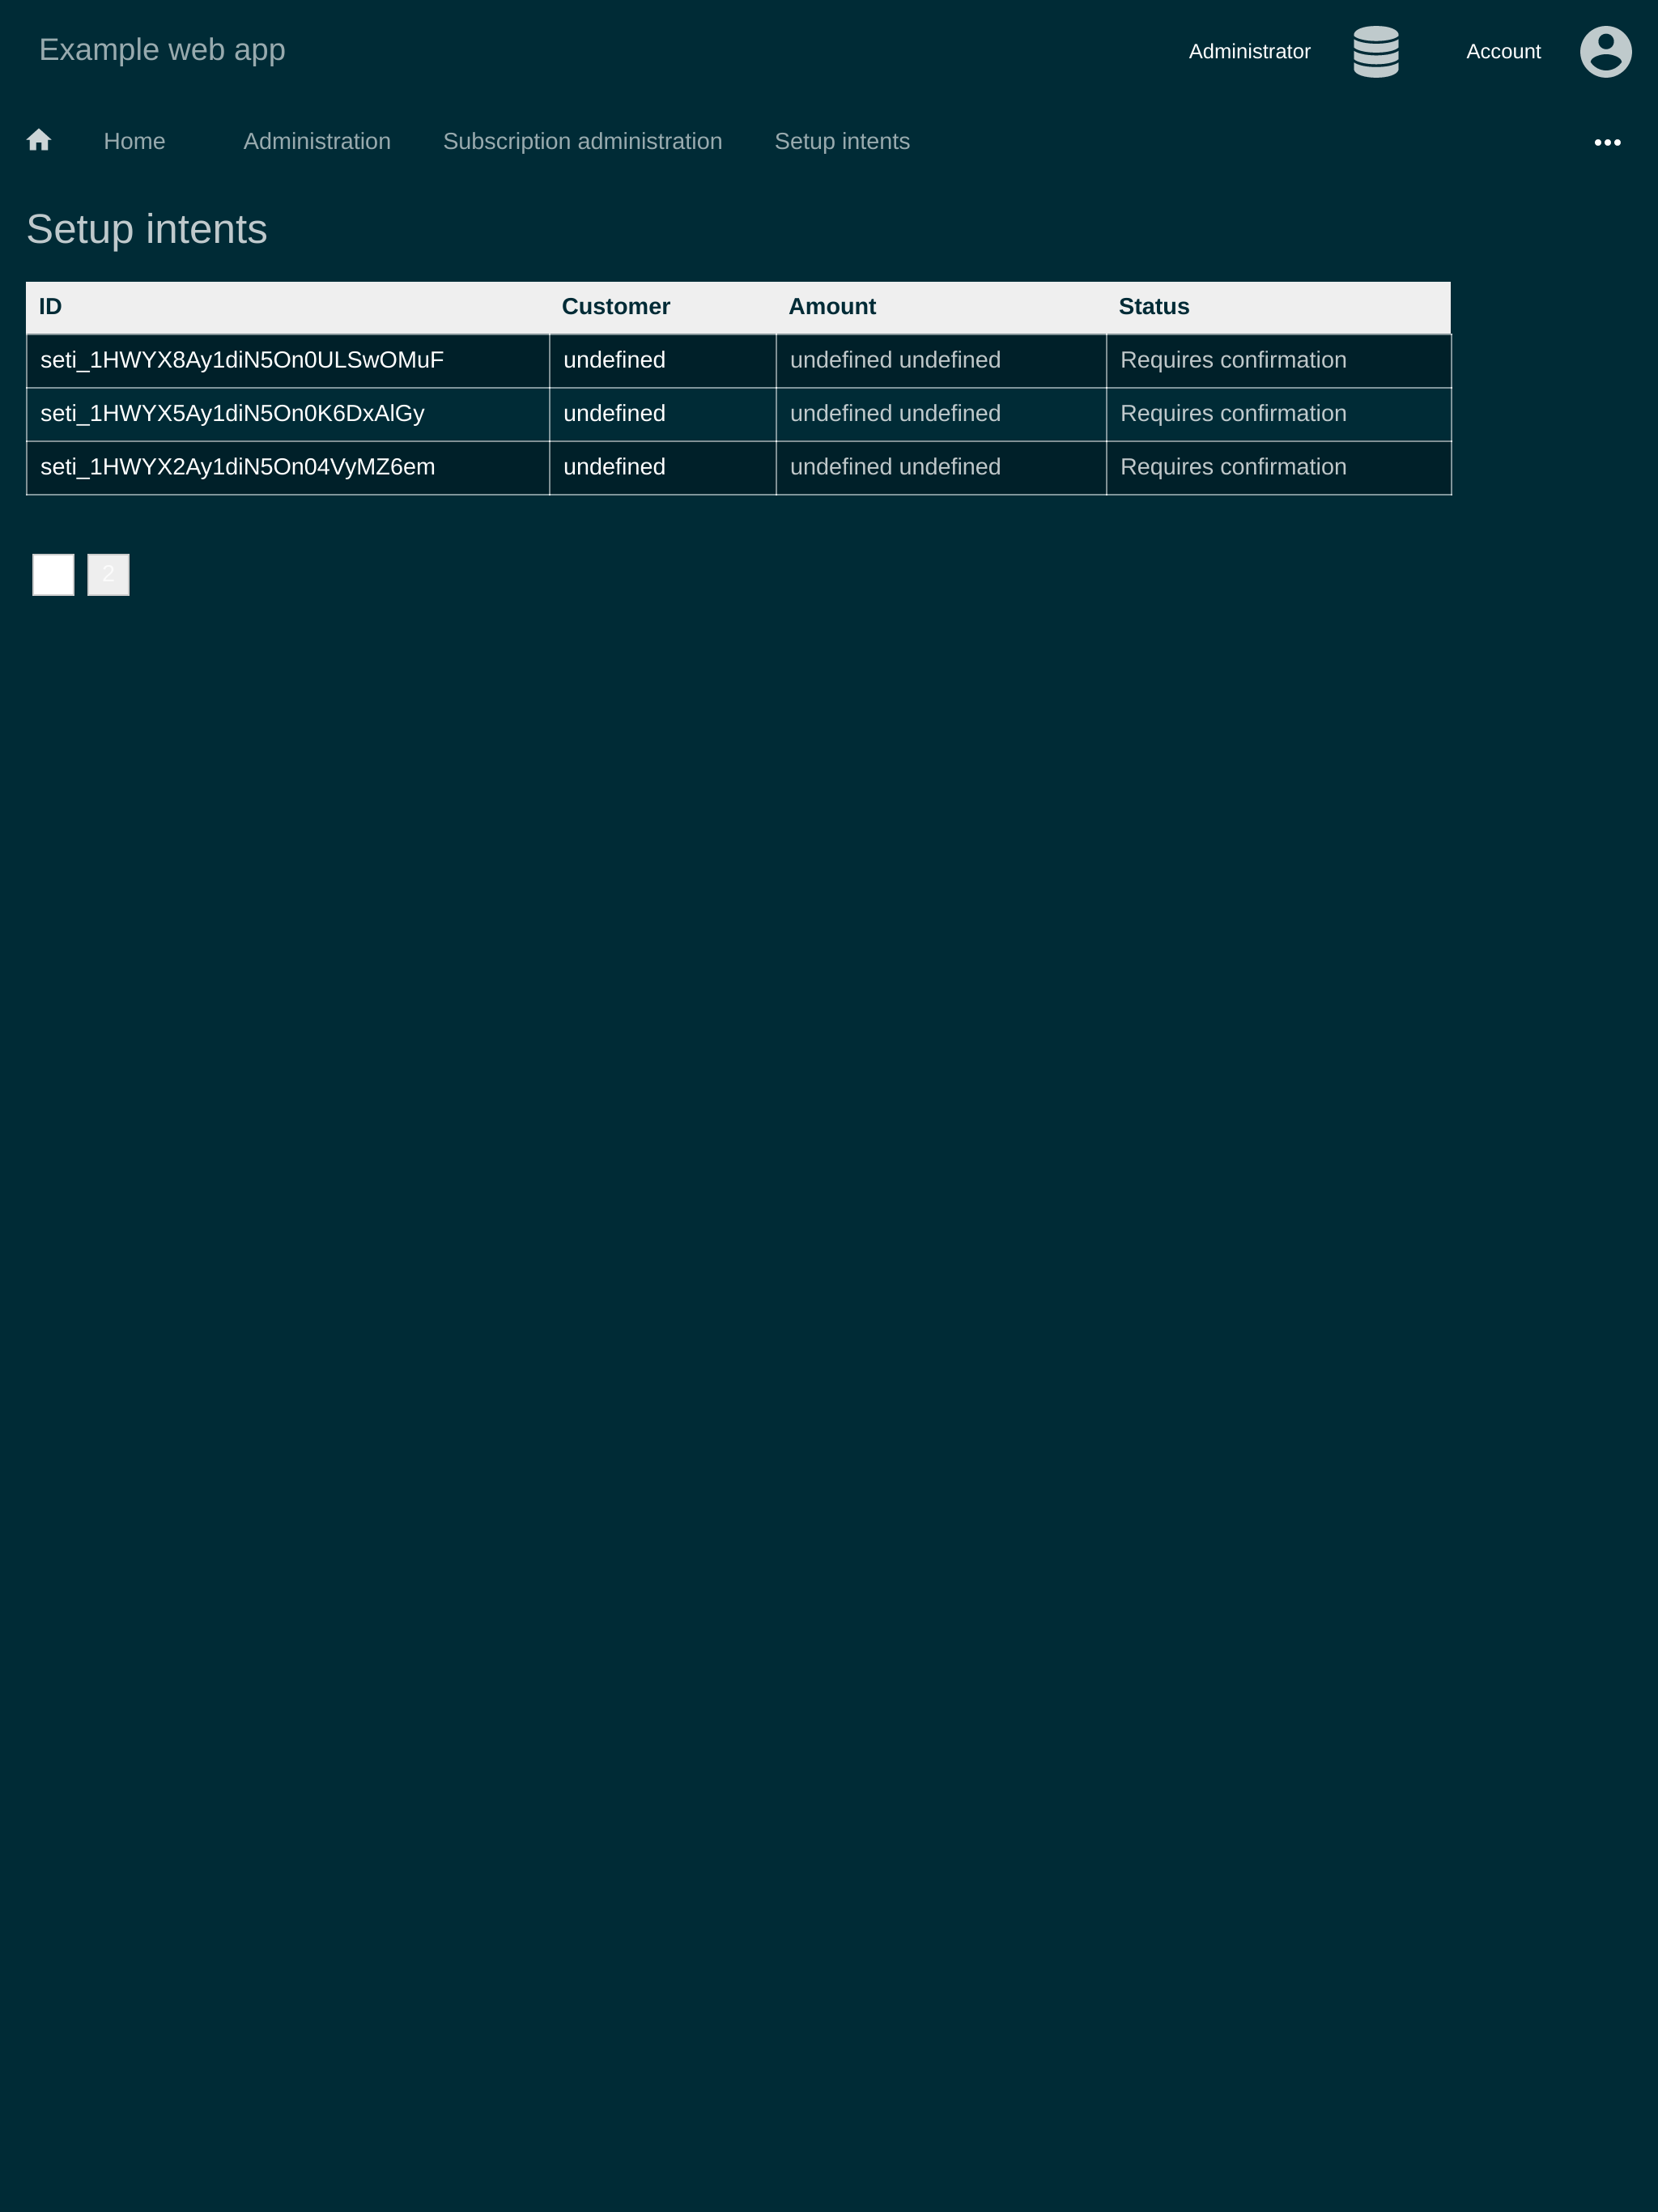 Example web app
Administrator Account
Home Administration Subscription administration Setup intents
Setup intents
ID Customer Amount Status
seti_1HWYX8Ay1diN5On0ULSwOMuF undefined undefined undefined Requires confirmation
seti_1HWYX5Ay1diN5On0K6DxAlGy undefined undefined undefined Requires confirmation
seti_1HWYX2Ay1diN5On04VyMZ6em undefined undefined undefined Requires confirmation
2